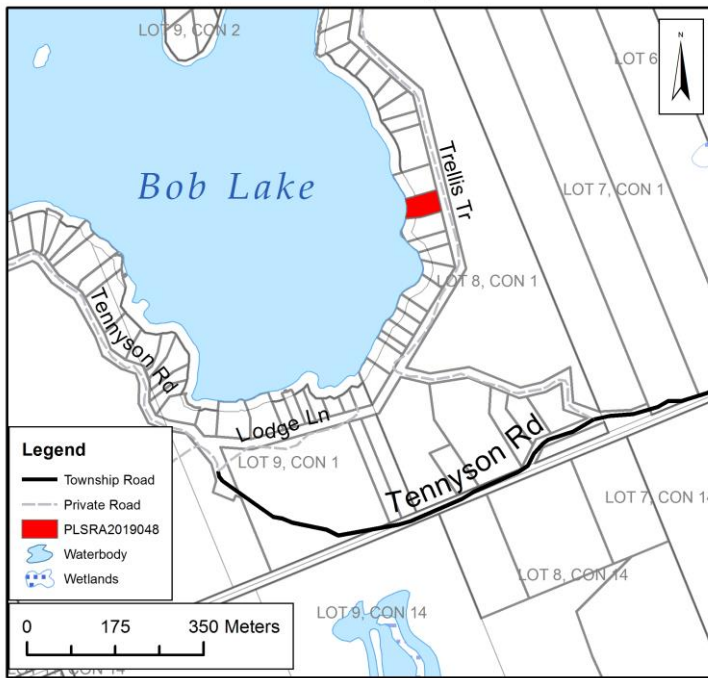 LOT 9, CON 2
N
LOT 6
Bob Lake
Trellis Tr
LOT 7, CON 1
LOT 8, CON 1
Tennyson Rd
Lodge Ln
LOT 9, CON 1
Tennyson Rd
LOT 7, CON 14
LOT 8, CON 14
LOT 9, CON 14
Legend
Township Road
Private Road
PLSRA2019048
Waterbody
Wetlands
0 175 350 Meters
CON 14